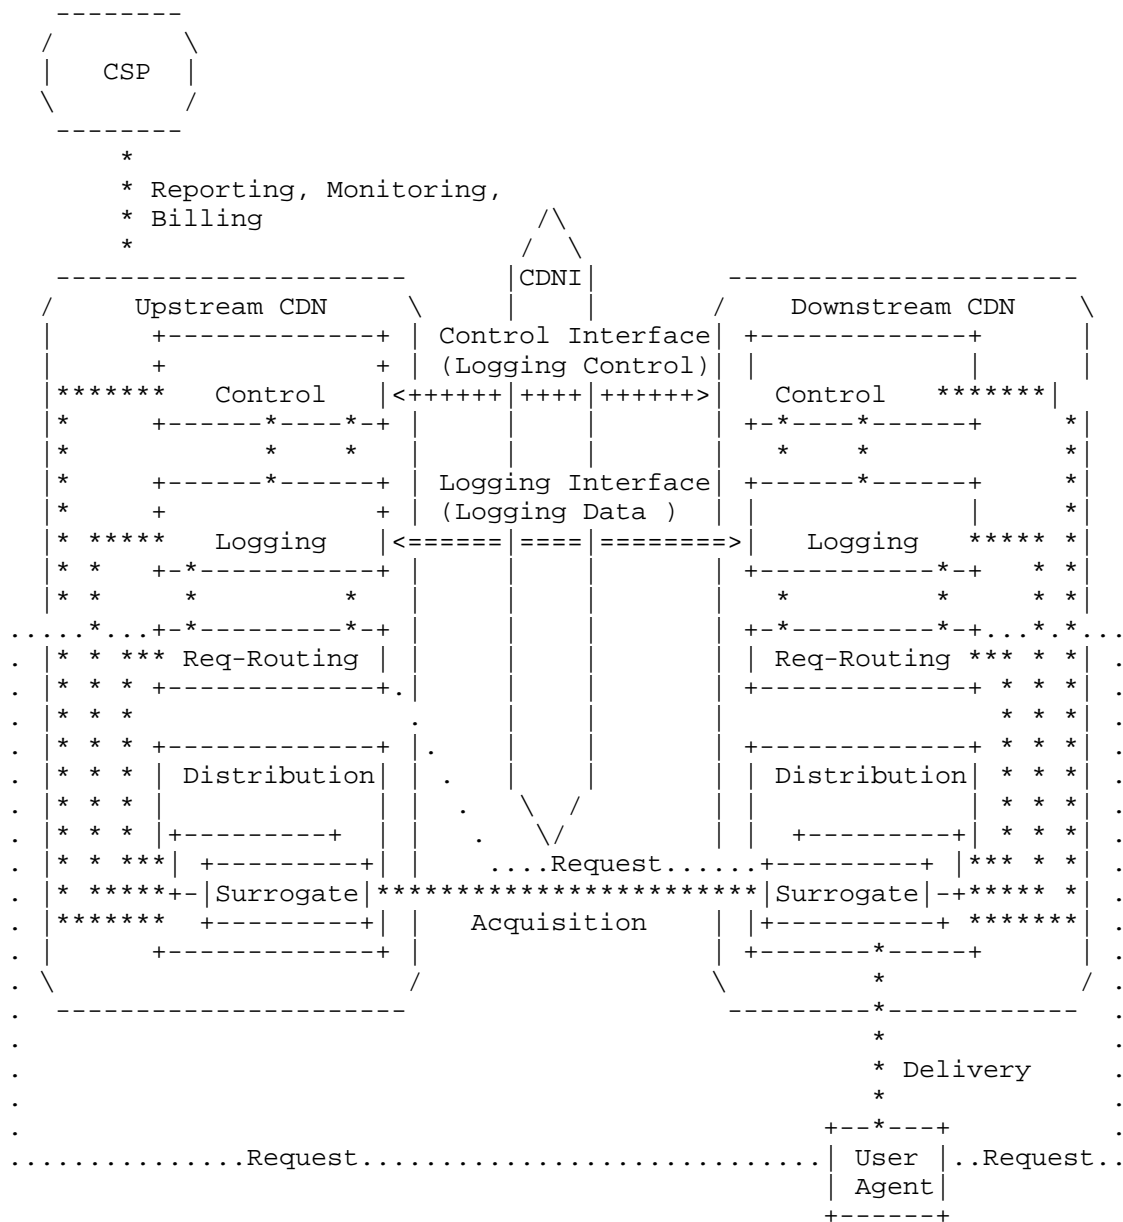 CSP
Reporting, Monitoring,
Billing
CDNI
Upstream CDN Downstream CDN
Control Interface
(Logging Control)
Control Control
Logging Interface
(Logging Data )
Logging Logging
Req-Routing Req-Routing
Distribution Distribution
Request
Surrogate Surrogate
Acquisition
Delivery
Request User Request
Agent